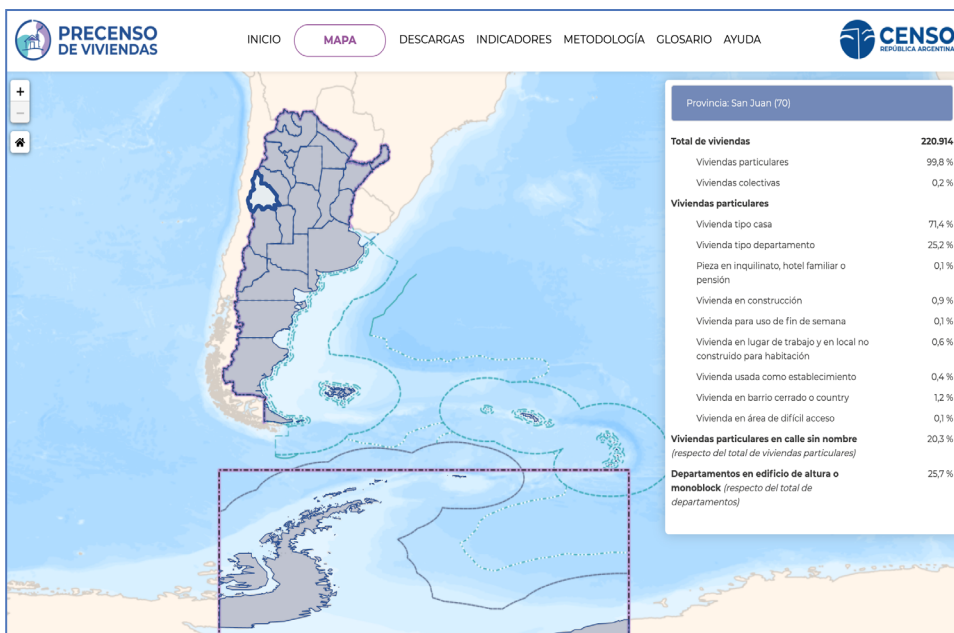 PRECENSO
DE VIVIENDAS
INICIO
MAPA
DESCARGAS
INDICADORES
METODOLOGÍA
GLOSARIO
AYUDA
CENSO
REPÚBLICA ARGENTINA
+
−
Provincia: San Juan (70)
Total de viviendas 220.914
Viviendas particulares 99,8 %
Viviendas colectivas 0,2 %
Viviendas particulares
Vivienda tipo casa 71,4 %
Vivienda tipo departamento 25,2 %
Pieza en inquilinato, hotel familiar o 0,1 %
pensión
Vivienda en construcción 0,9 %
Vivienda para uso de fin de semana 0,1 %
Vivienda en lugar de trabajo y en local no 0,6 %
construido para habitación
Vivienda usada como establecimiento 0,4 %
Vivienda en barrio cerrado o country 1,2 %
Vivienda en área de difícil acceso 0,1 %
Viviendas particulares en calle sin nombre 20,3 %
(respecto del total de viviendas particulares)
Departamentos en edificio de altura o 25,7 %
monoblock (respecto del total de
departamentos)